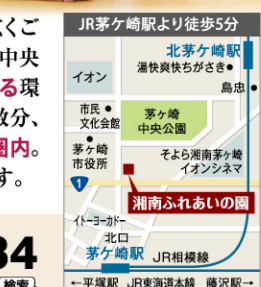 くご
中央
る環
数分、
圏内。
す。
34
検索
JR茅ケ崎駅より徒歩5分
北茅ケ崎駅
湯快爽快ちがさき
イオン
島忠
市民
文化会館
茅ヶ崎
中央公園
茅ヶ崎
市役所
そよら湘南茅ヶ崎
イオンシネマ
1
湘南ふれあいの園
イトーヨーカドー
北口
茅ケ崎駅
JR相模線
←平塚駅 JR東海道本線 藤沢駅→